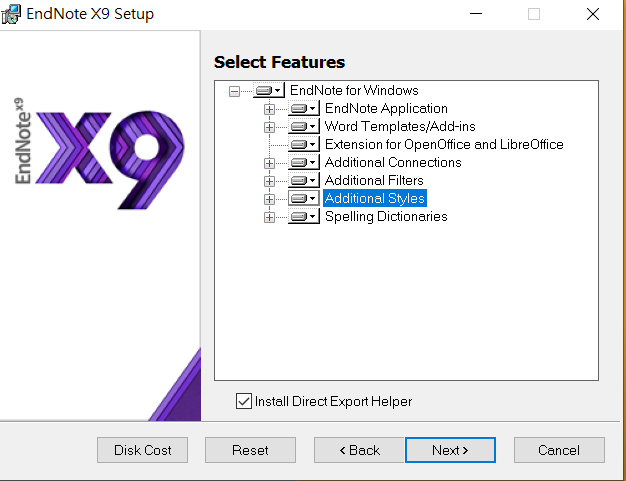 EndNote X9 Setup
EndNote x9
X9
Select Features
EndNote for Windows
EndNote Application
Word Templates/Add-ins
Extension for OpenOffice and LibreOffice
Additional Connections
Additional Filters
Additional Styles
Spelling Dictionaries
Install Direct Export Helper
Disk Cost
Reset
< Back
Next >
Cancel